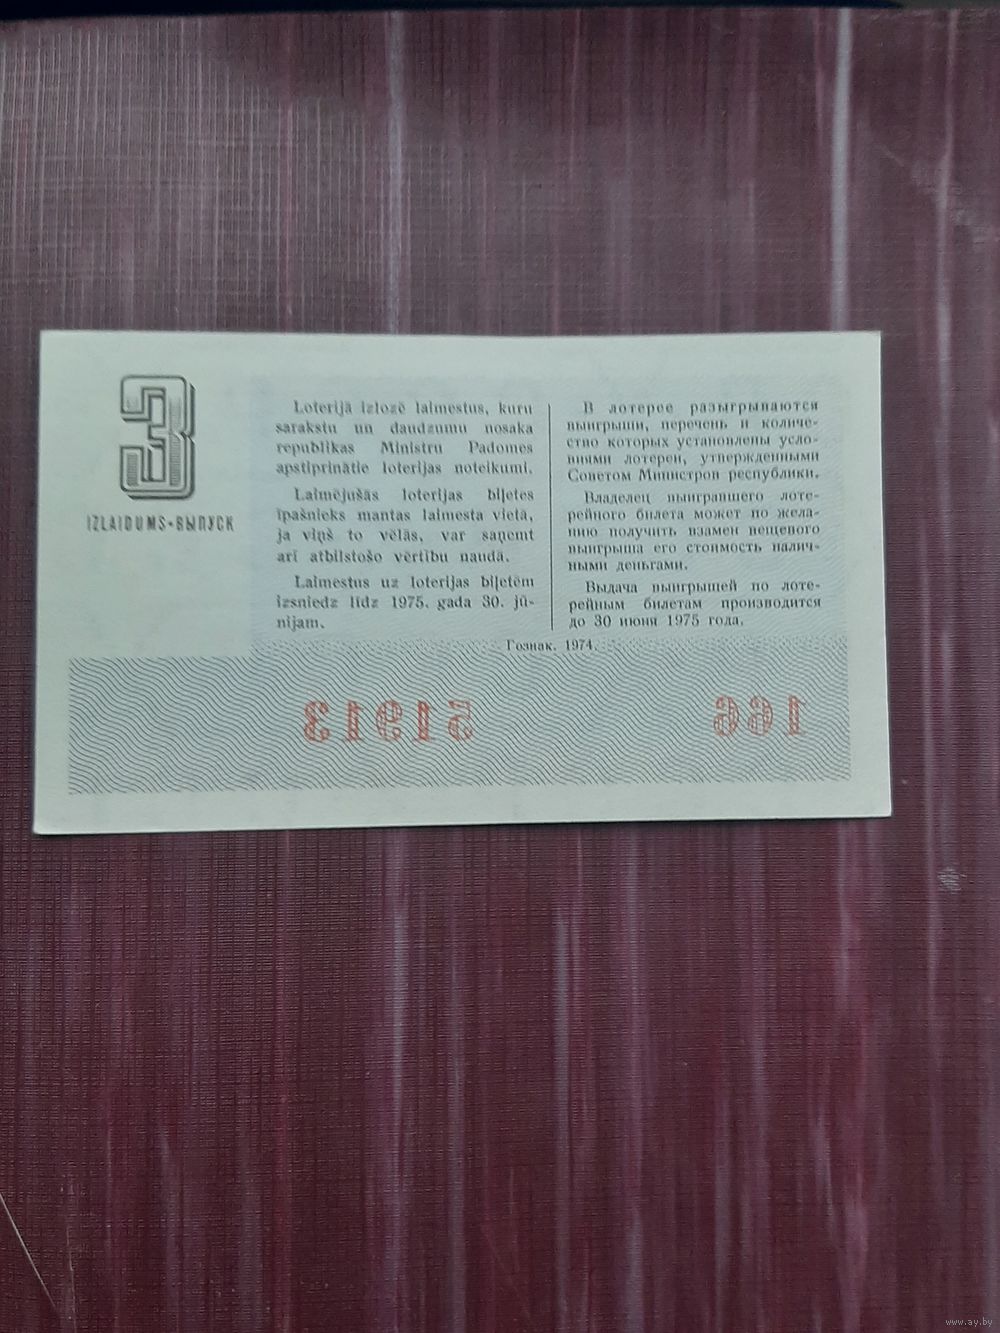 3
IZLAIDUMS·ВЫПУСК
Loterijā izlozē laimestus, kuru
sarakstu un daudzumu nosaka
republikas Ministru Padomes
apstiprinātie loterijas noteikumi.
Laimējušās loterijas biļetes
īpašnieks mantas laimesta vietā,
ja viņš to vēlās, var saņemt
arī atbilstošo vērtību naudā.
Laimestus uz loterijas biļetēm
izsniedz līdz 1975. gada 30. jū-
nijam.
В лотерее разыгрываются
выигрыши, перечень и количе-
ство которых установлены усло-
виями лотереи, утвержденными
Советом Министров республики.
Владелец выигравшего лоте-
рейного билета может по жела-
нию получить взамен вещевого
выигрыша его стоимость налич-
ными деньгами.
Выдача выигрышей по лоте-
рейным билетам производится
до 30 июня 1975 года.
Гознак. 1974.
51913 166
www.ay.by